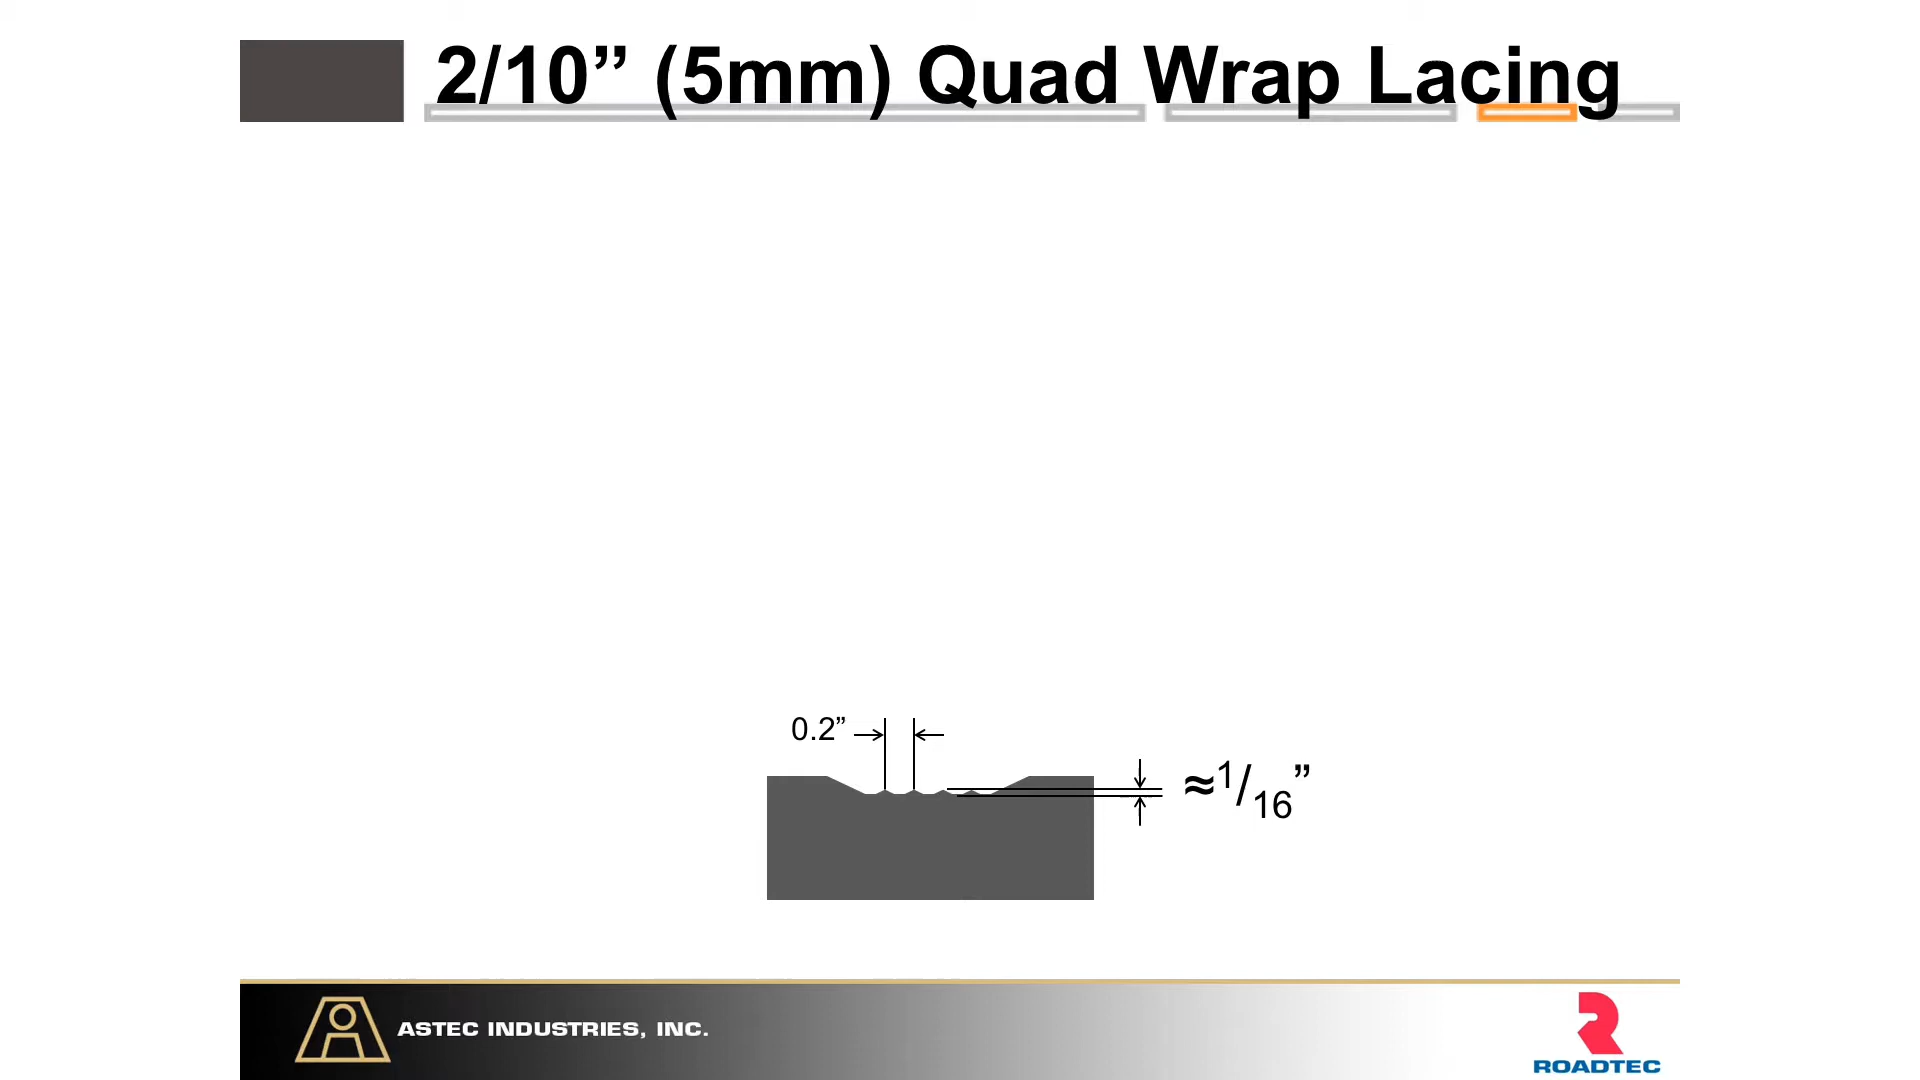 2/10” (5mm) Quad Wrap Lacing
0.2”
≈1/16”
ASTEC INDUSTRIES, INC.
ROADTEC